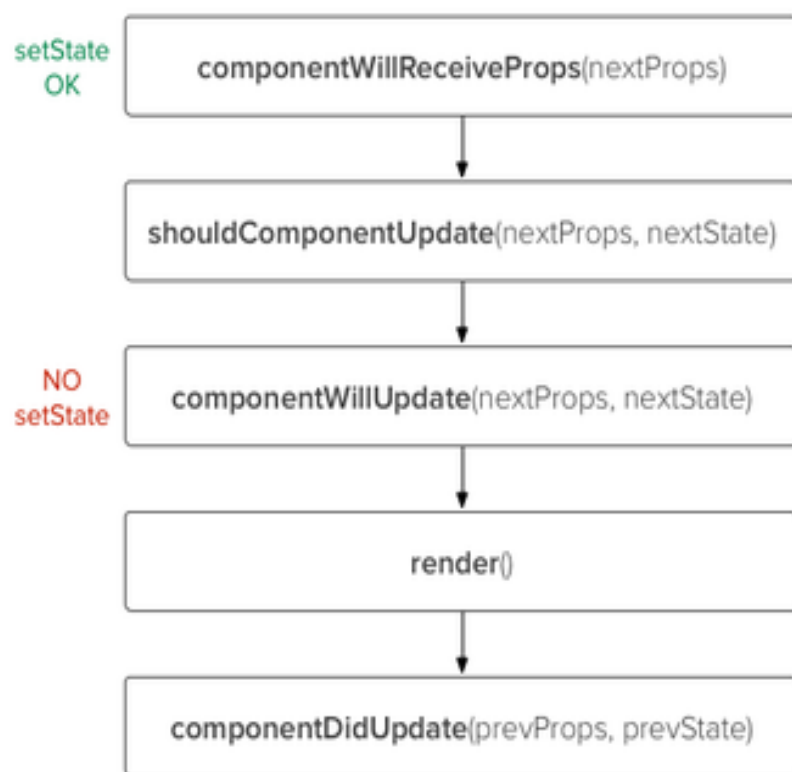 setState
OK
componentWillReceiveProps(nextProps)
shouldComponentUpdate(nextProps, nextState)
NO
setState
componentWillUpdate(nextProps, nextState)
render()
componentDidUpdate(prevProps, prevState)